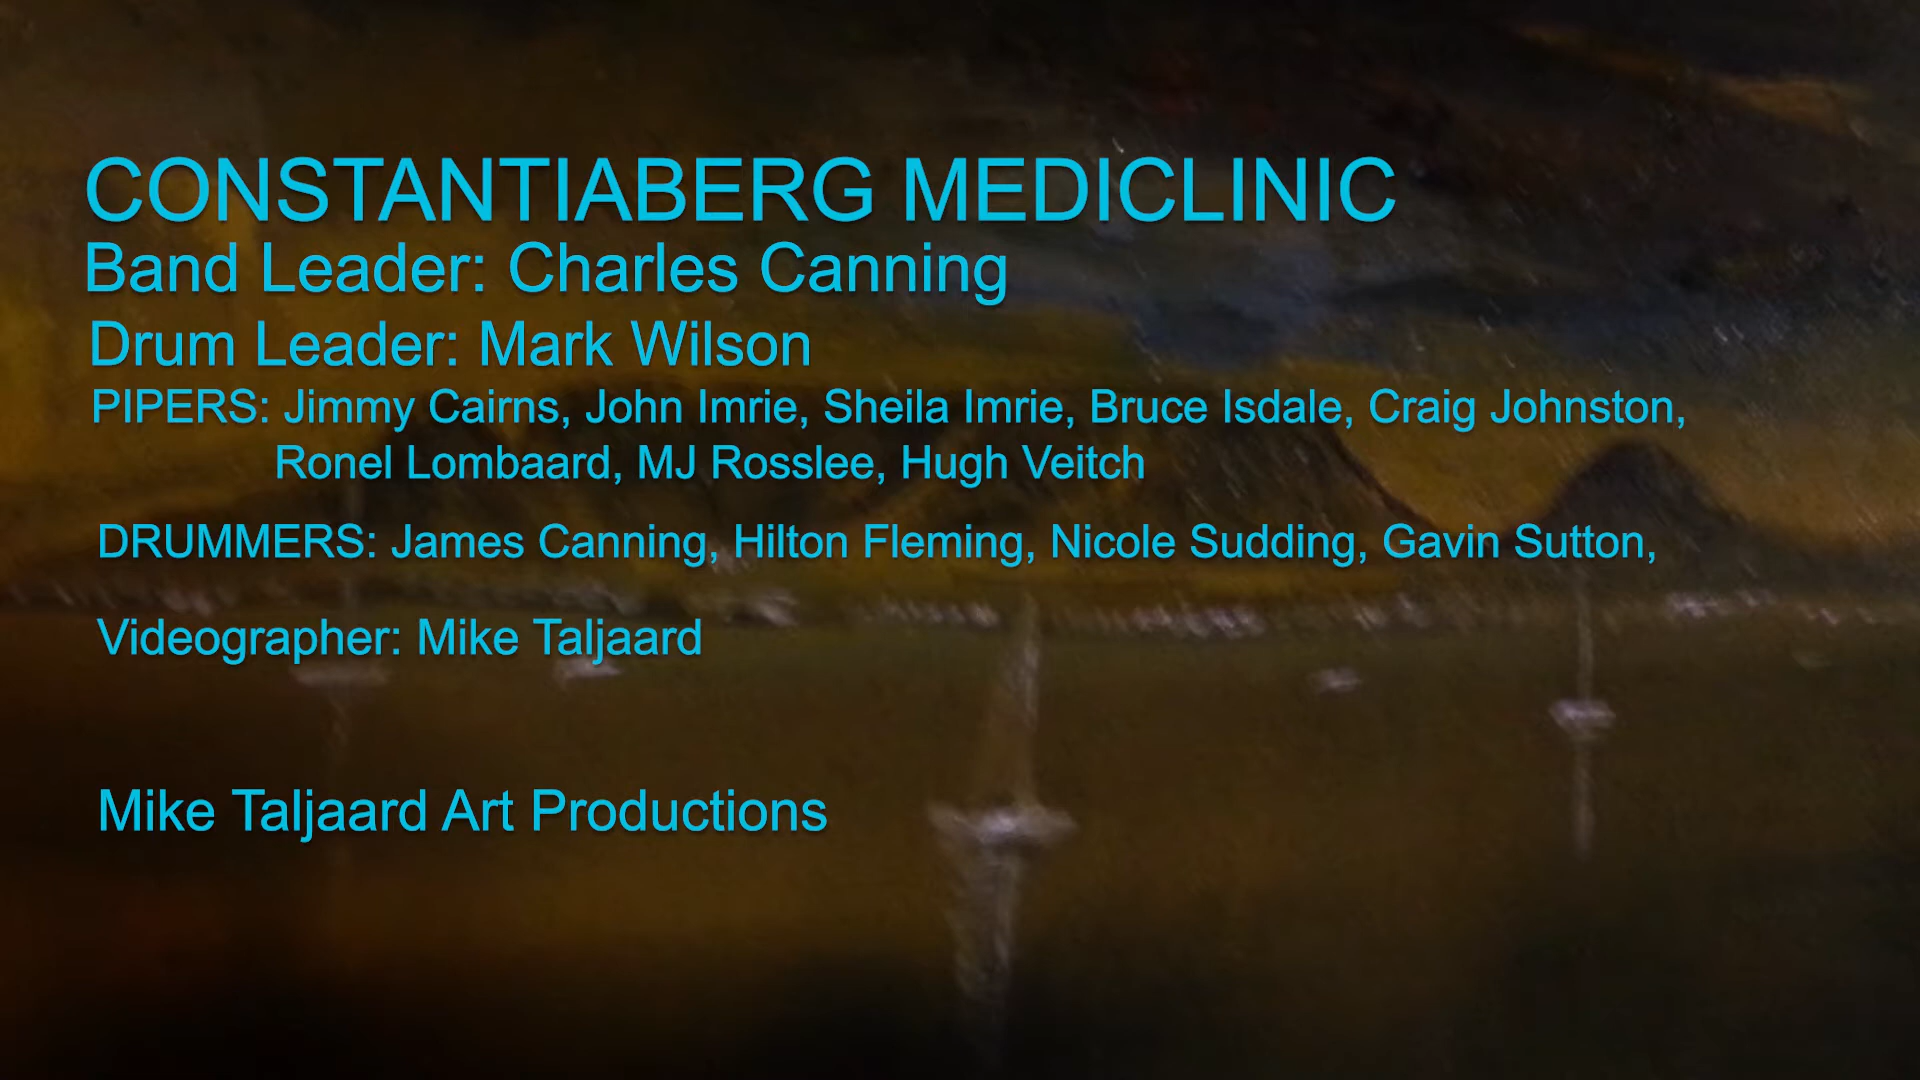 CONSTANTIABERG MEDICLINIC
Band Leader: Charles Canning
Drum Leader: Mark Wilson
PIPERS: Jimmy Cairns, John Imrie, Sheila Imrie, Bruce Isdale, Craig Johnston,
Ronel Lombaard, MJ Rosslee, Hugh Veitch
DRUMMERS: James Canning, Hilton Fleming, Nicole Sudding, Gavin Sutton,
Videographer: Mike Taljaard
Mike Taljaard Art Productions